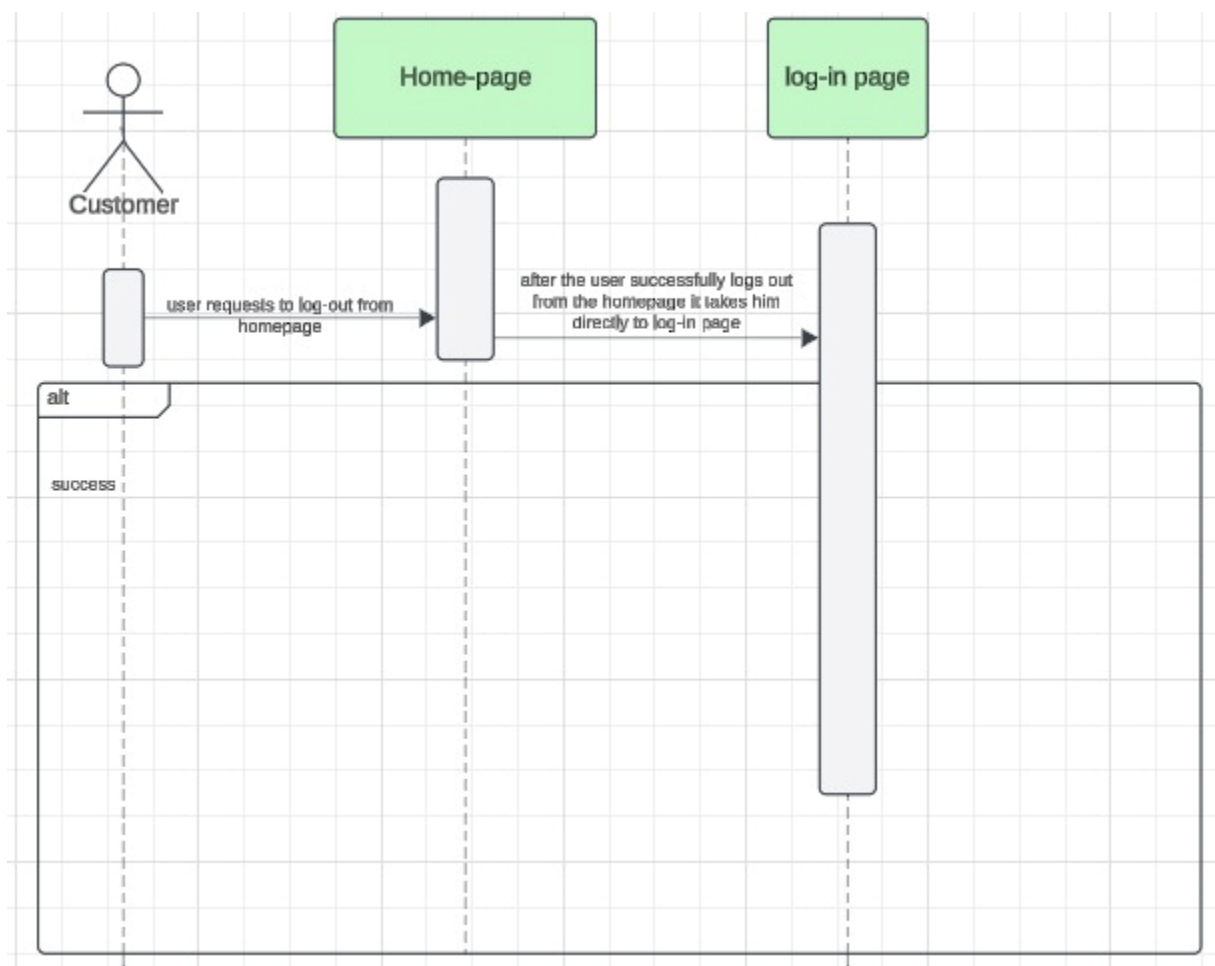 Home-page
log-in page
Customer
user requests to log-out from
homepage
after the user successfully logs out
from the homepage it takes him
directly to log-in page
alt
success